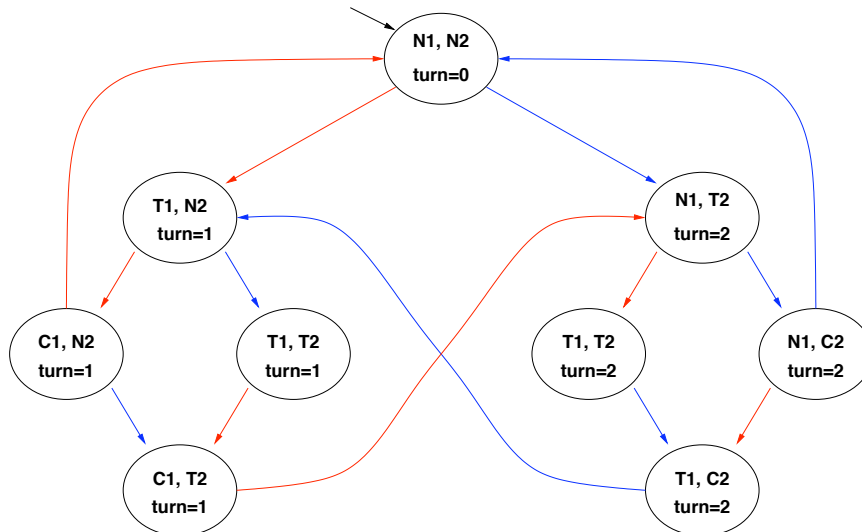 N1, N2
turn=0
T1, N2
turn=1
N1, T2
turn=2
C1, N2
turn=1
T1, T2
turn=1
T1, T2
turn=2
N1, C2
turn=2
C1, T2
turn=1
T1, C2
turn=2